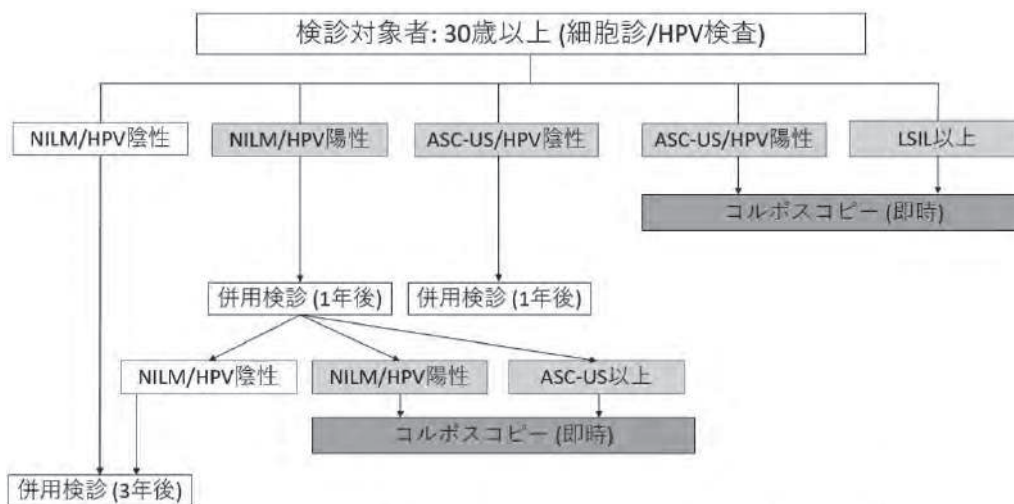 検診対象者: 30歳以上 (細胞診/HPV検査)
NILM/HPV陰性
NILM/HPV陽性
ASC-US/HPV陰性
ASC-US/HPV陽性
LSIL以上
コルポスコピー (即時)
併用検診 (1年後)
併用検診 (1年後)
NILM/HPV陰性
NILM/HPV陽性
ASC-US以上
コルポスコピー (即時)
併用検診 (3年後)